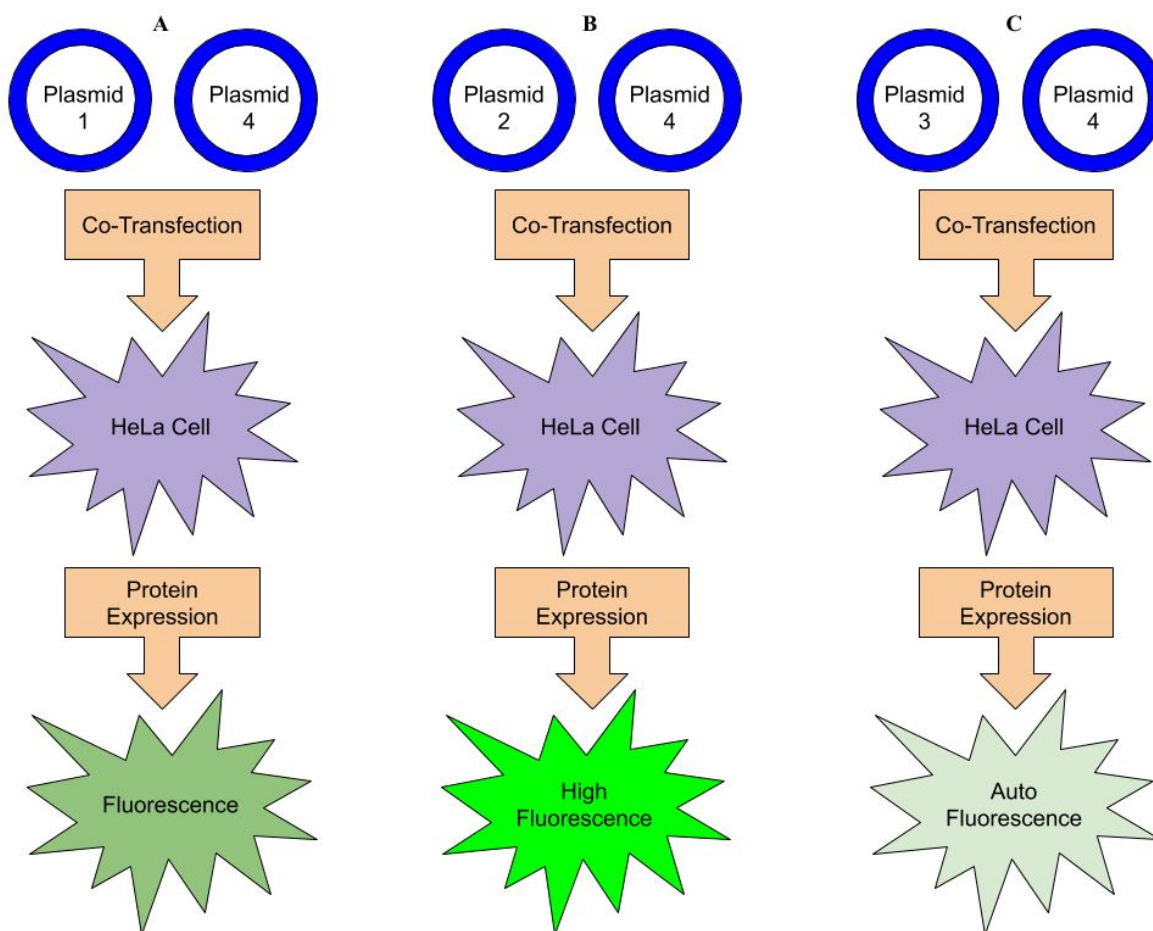 A
B
C
Plasmid
1
Plasmid
4
Plasmid
2
Plasmid
4
Plasmid
3
Plasmid
4
Co-Transfection
Co-Transfection
Co-Transfection
HeLa Cell
HeLa Cell
HeLa Cell
Protein
Expression
Protein
Expression
Protein
Expression
Fluorescence
High
Fluorescence
Auto
Fluorescence